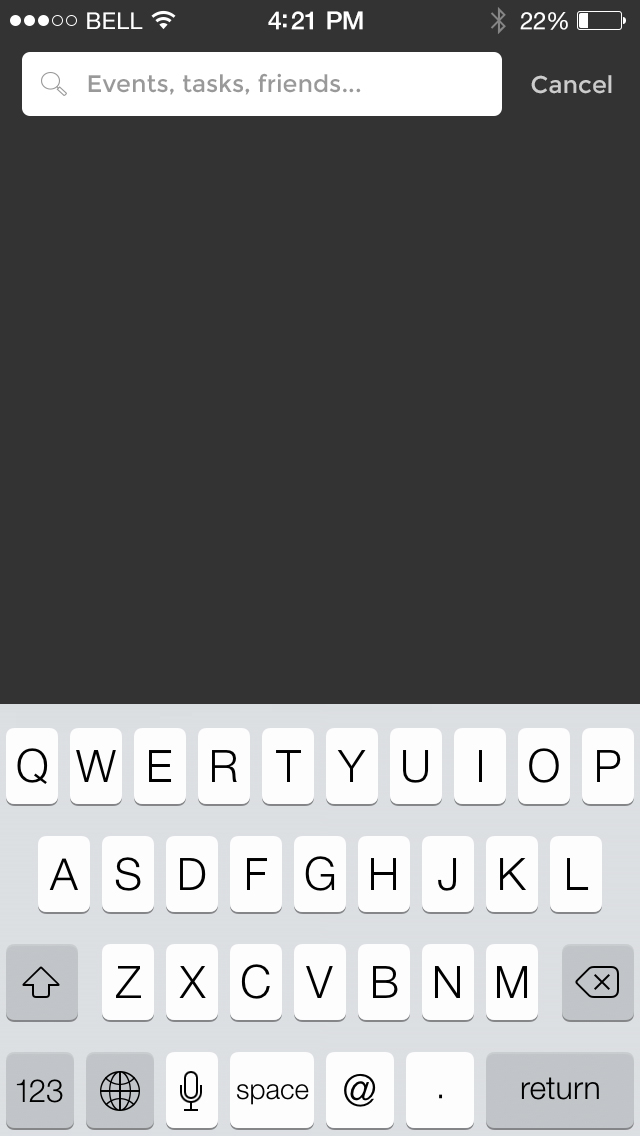 BELL 4:21 PM 22%
Events, tasks, friends... Cancel
Q W E R T Y U I O P
A S D F G H J K L
Z X C V B N M
123 space @ . return